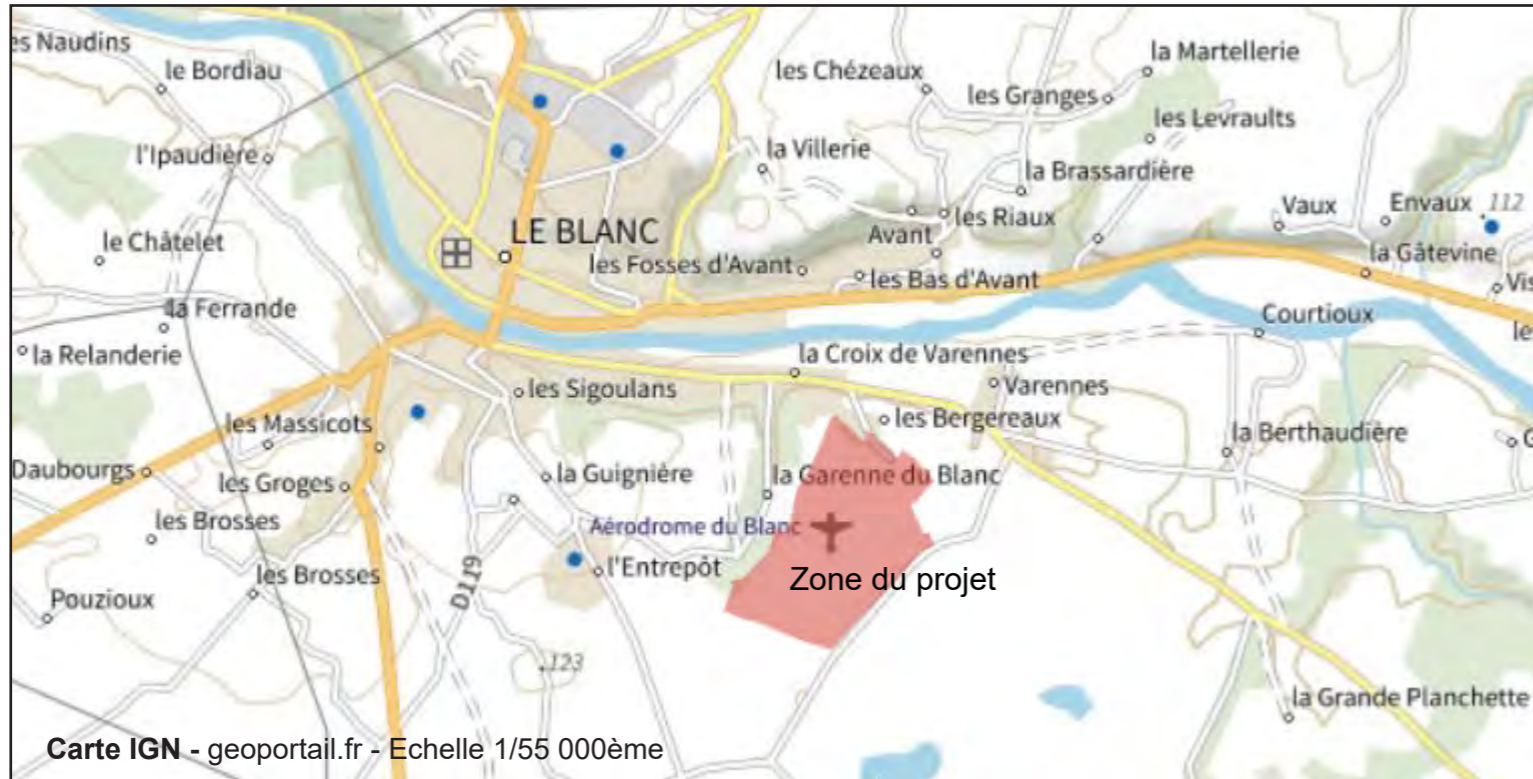 es Naudins
le Bordiau
les Chézeaux
la Martellerie
les Granges
les Levraults
l'Ipaudière
la Villerie
la Brassardière
les Riaux
Vaux
Envaux
112
le Châtelet
LE BLANC
Avant
les Fosses d'Avant
les Bas d'Avant
la Gâtevine
Vis
la Ferrande
Courtioux
les
la Relanderie
la Croix de Varennes
les Sigoulans
Varennes
les Massicots
les Bergereaux
la Berthaudière
G
Daubourgs
les Groges
la Guignière
la Garenne du Blanc
les Brosses
Aérodrome du Blanc
l'Entrepôt
les Brosses
D119
Zone du projet
Pouzioux
123
la Grande Planchette
Carte IGN - geoportail.fr - Echelle 1/55 000ème